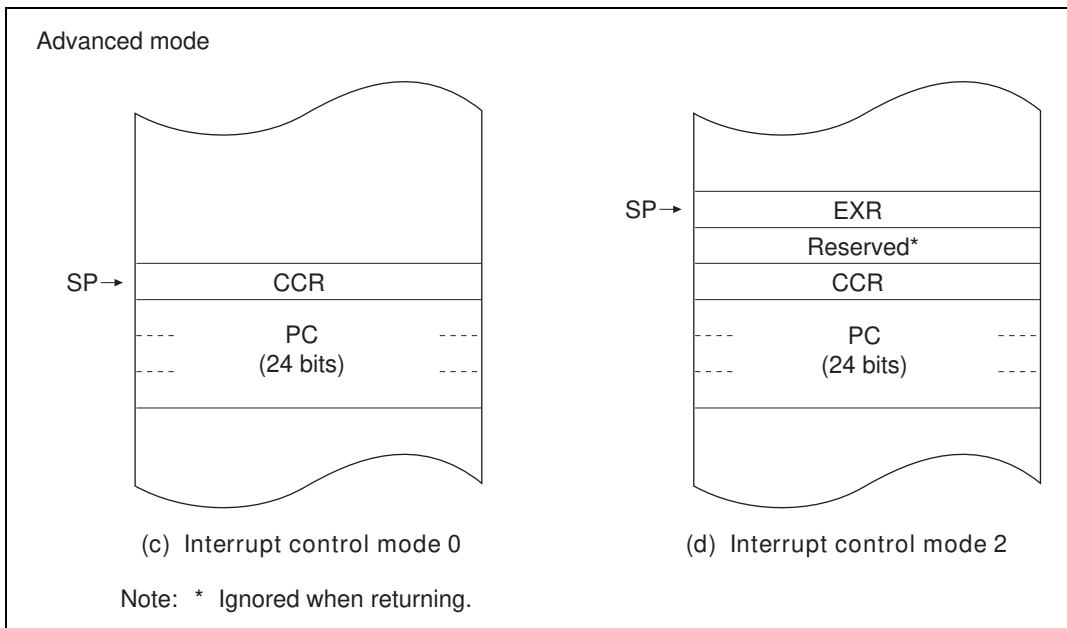 Advanced mode
SP→
CCR
PC
(24 bits)
(c) Interrupt control mode 0
SP→
EXR
Reserved*
CCR
PC
(24 bits)
(d) Interrupt control mode 2
Note: * Ignored when returning.